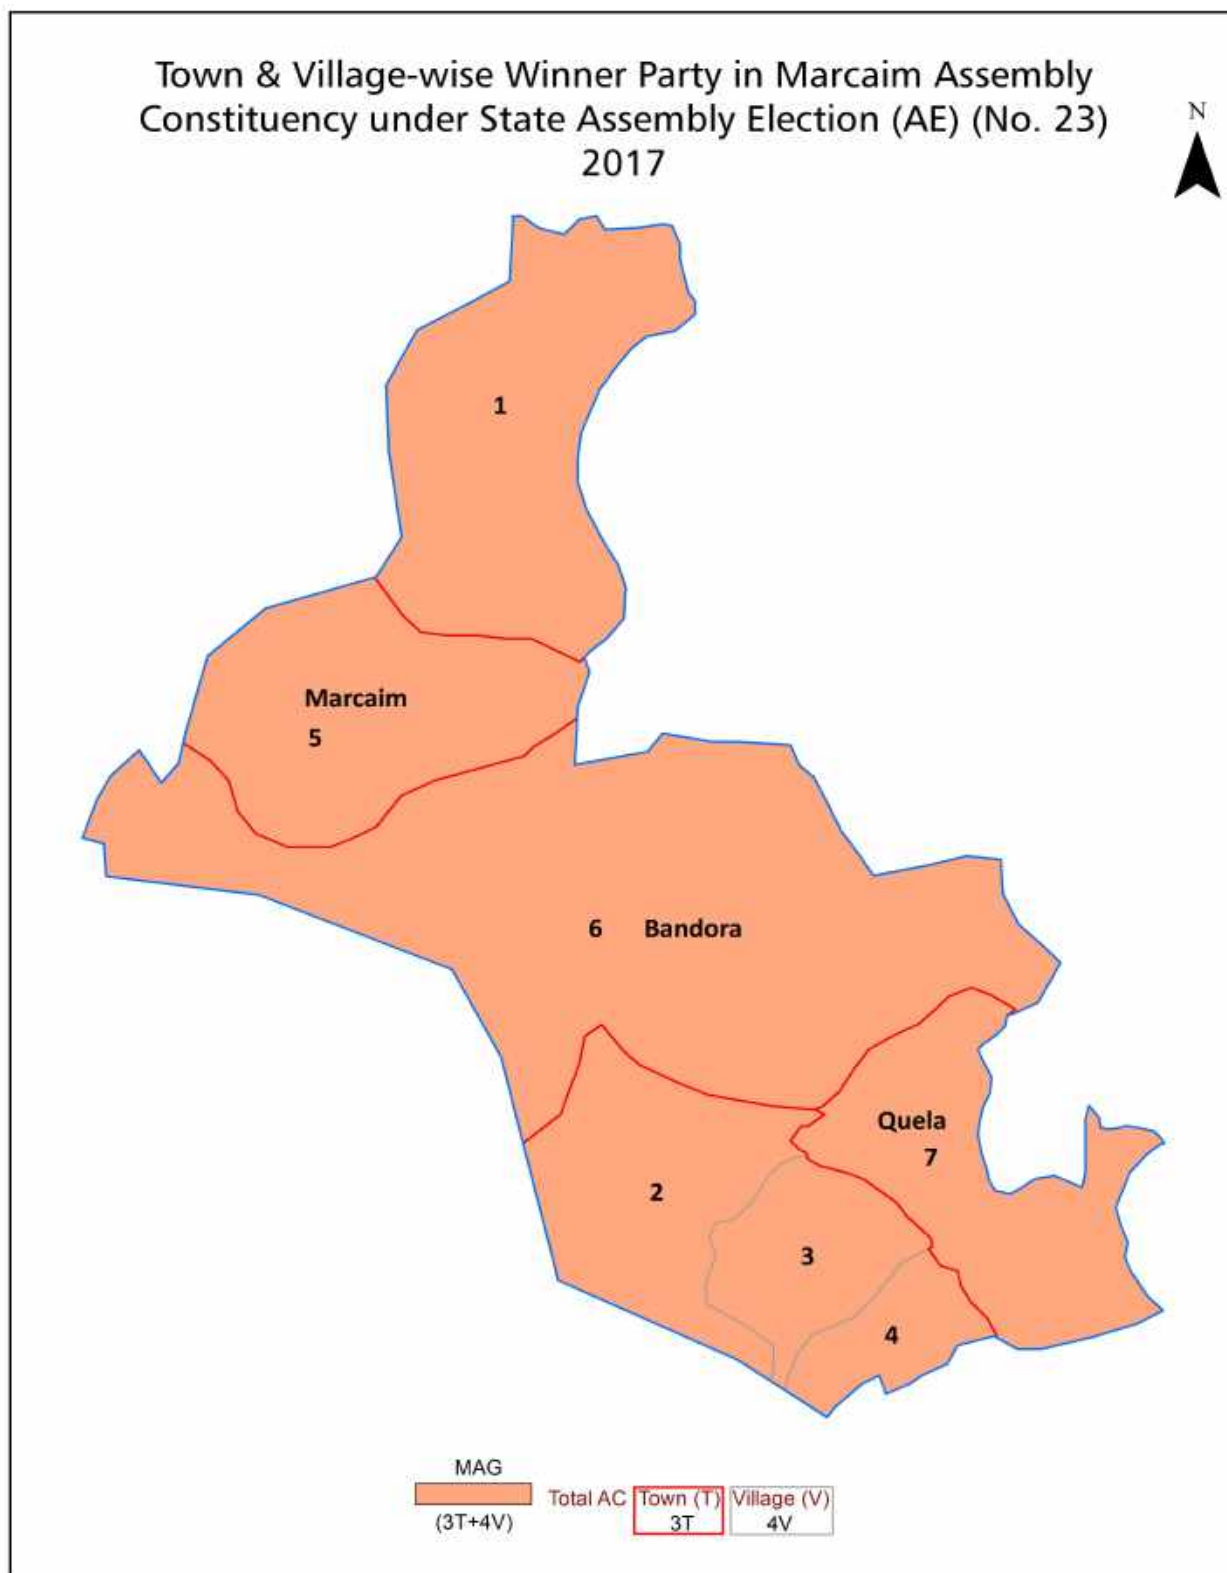 Town & Village-wise Winner Party in Marcaim Assembly
Constituency under State Assembly Election (AE) (No. 23)
2017
N
1
Marcaim
5
6 Bandora
Quela
7
2
3
4
MAG
Total AC Town (T) Village (V)
(3T+4V) 3T 4V